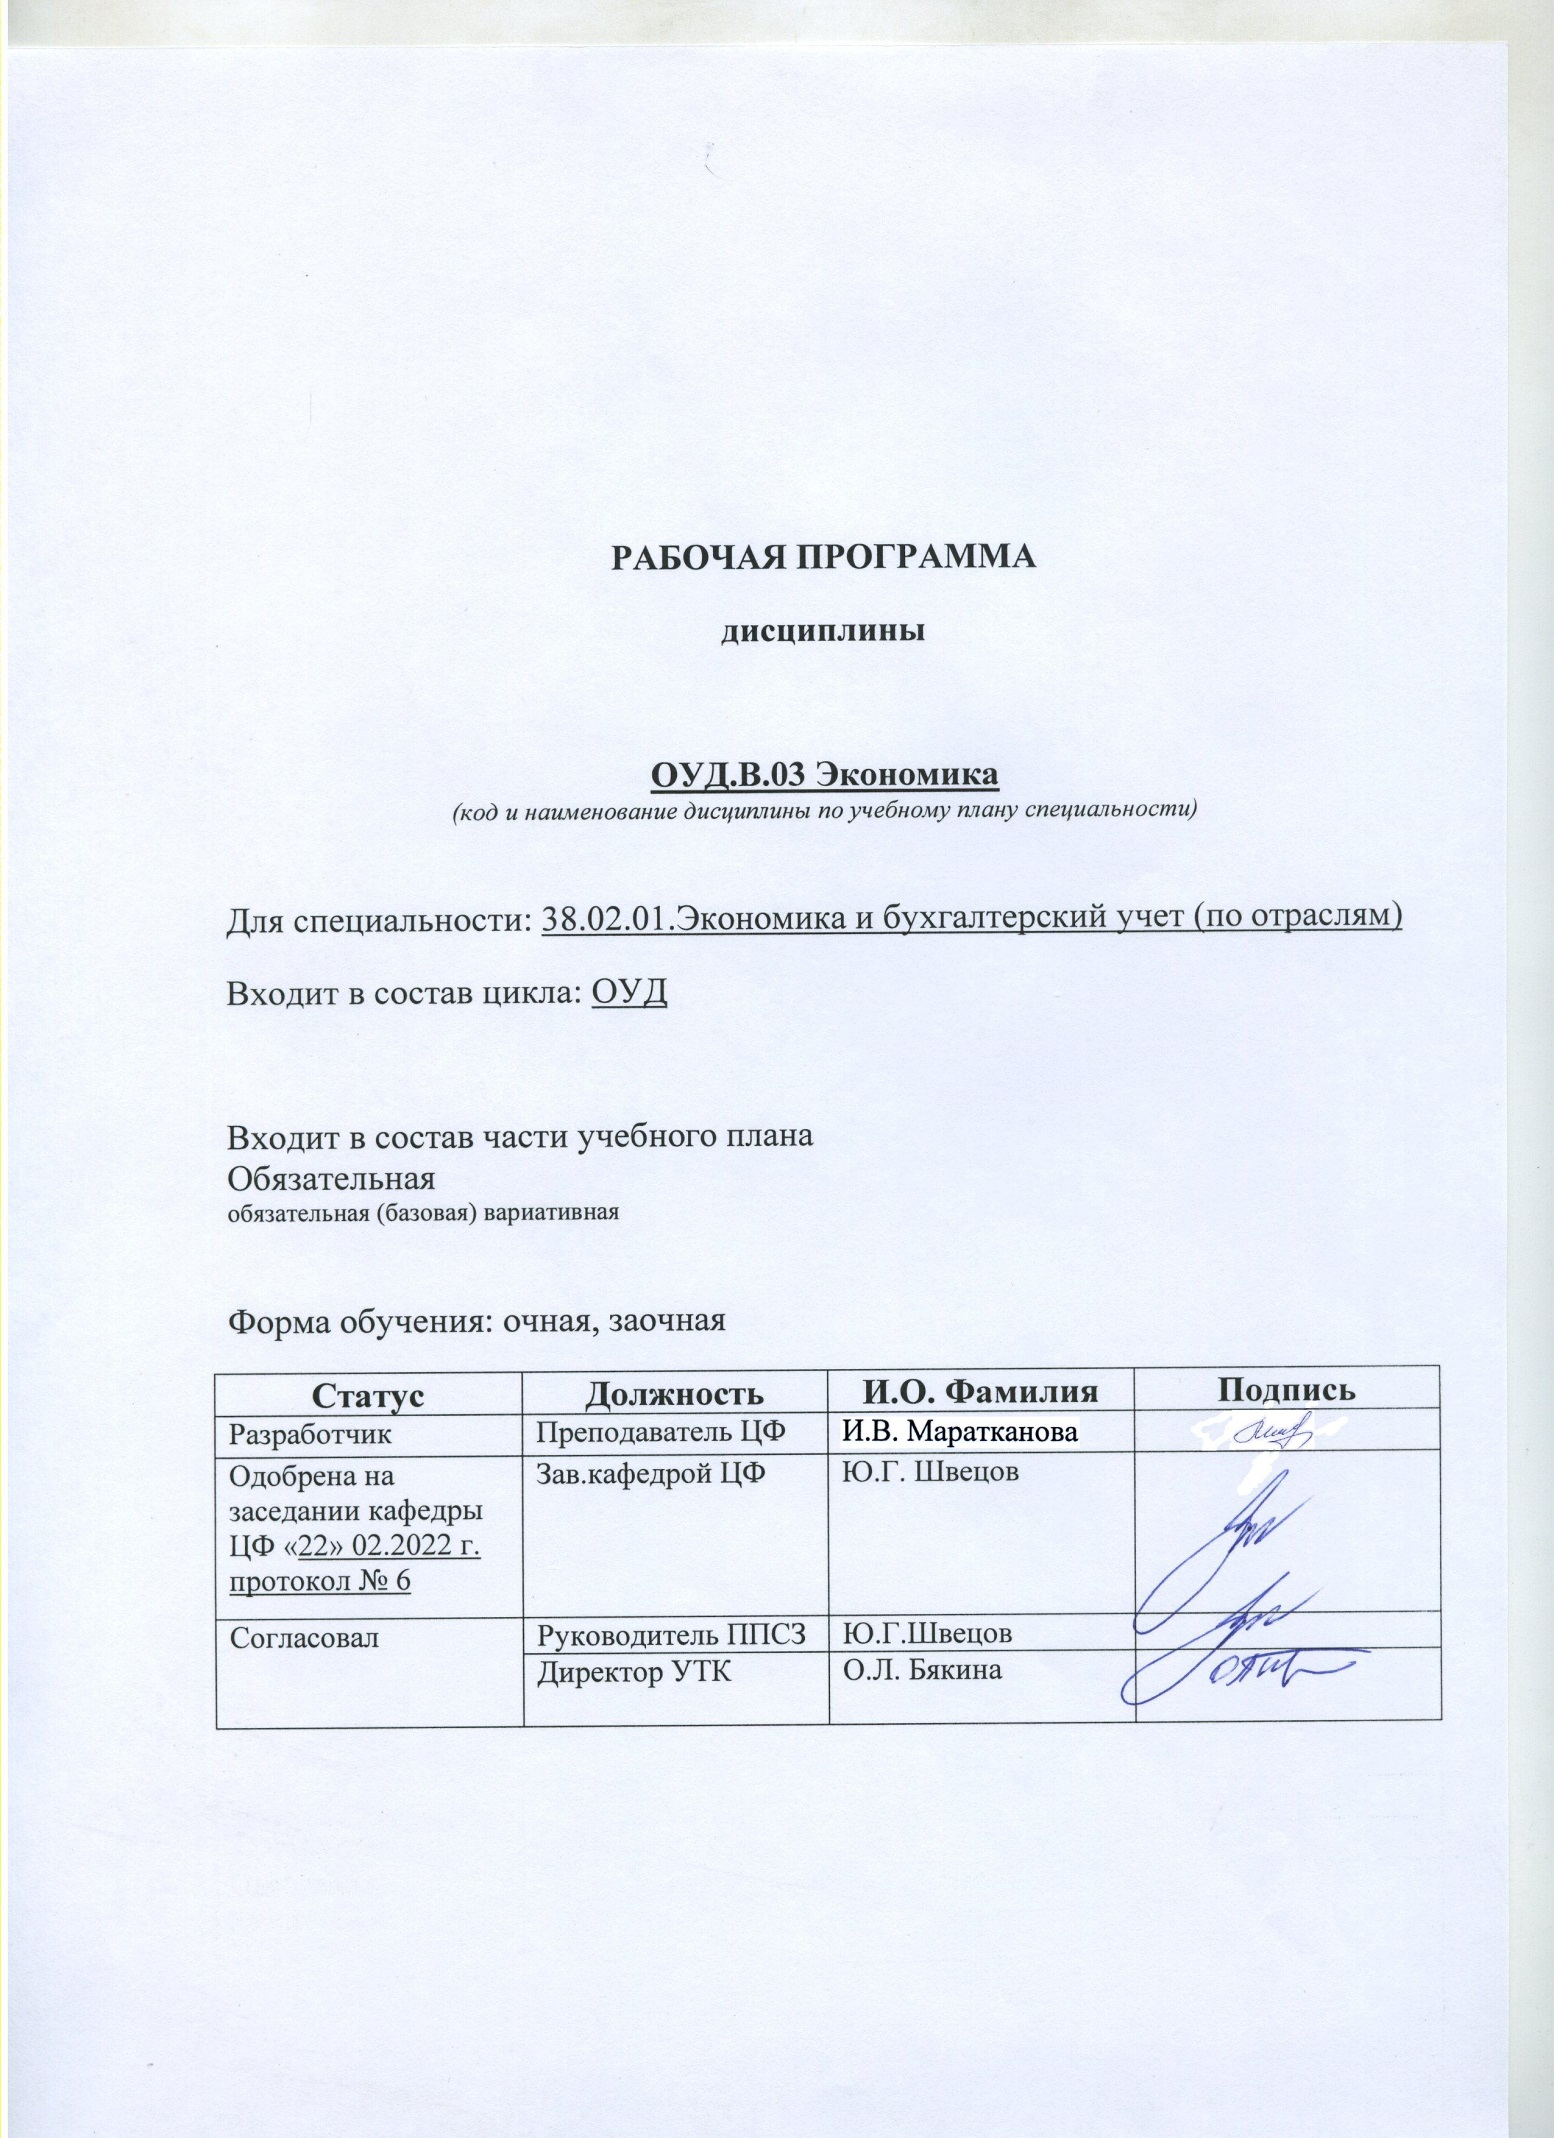 РАБОЧАЯ ПРОГРАММА
дисциплины
ОУД.В.03 Экономика
(код и наименование дисциплины по учебному плану специальности)
Для специальности: 38.02.01.Экономика и бухгалтерский учет (по отраслям)
Входит в состав цикла: ОУД
Входит в состав части учебного плана
Обязательная
обязательная (базовая) вариативная
Форма обучения: очная, заочная
Статус Должность И.О. Фамилия Подпись
Разработчик Преподаватель ЦФ И.В. Маратканова
Одобрена на Зав.кафедрой ЦФ Ю.Г. Швецов
заседании кафедры
ЦФ «22» 02.2022 г.
протокол № 6
Согласовал Руководитель ППСЗ Ю.Г.Швецов
Директор УТК О.Л. Бякина